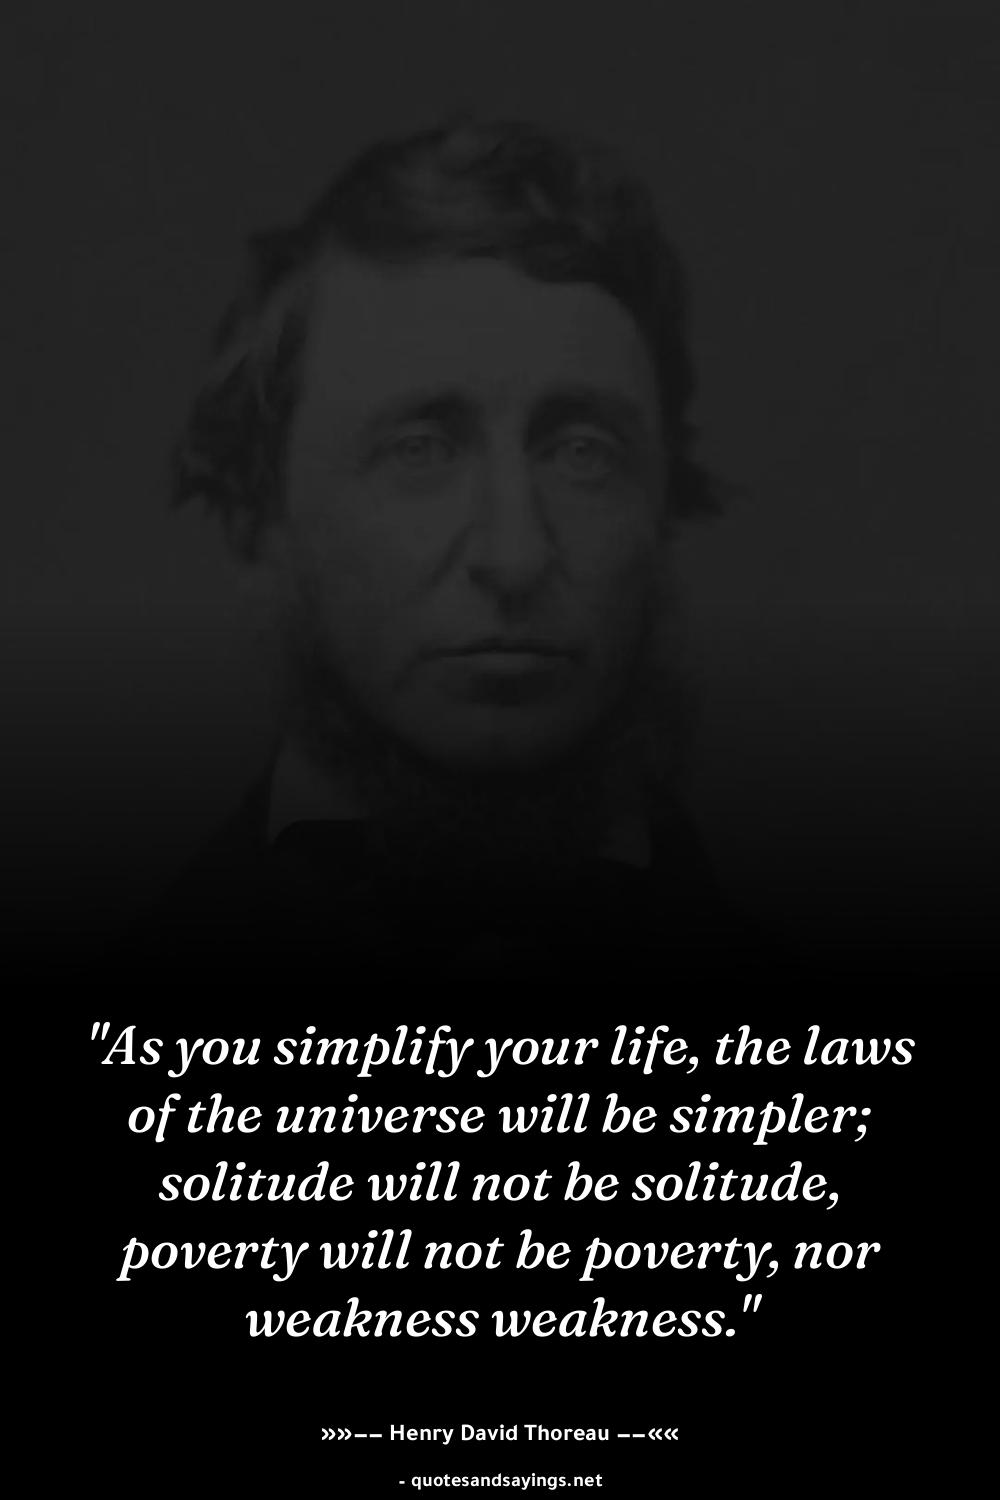 "As you simplify your life, the laws
of the universe will be simpler;
solitude will not be solitude,
poverty will not be poverty, nor
weakness weakness."
»»−− Henry David Thoreau −−««
- quotesandsayings.net